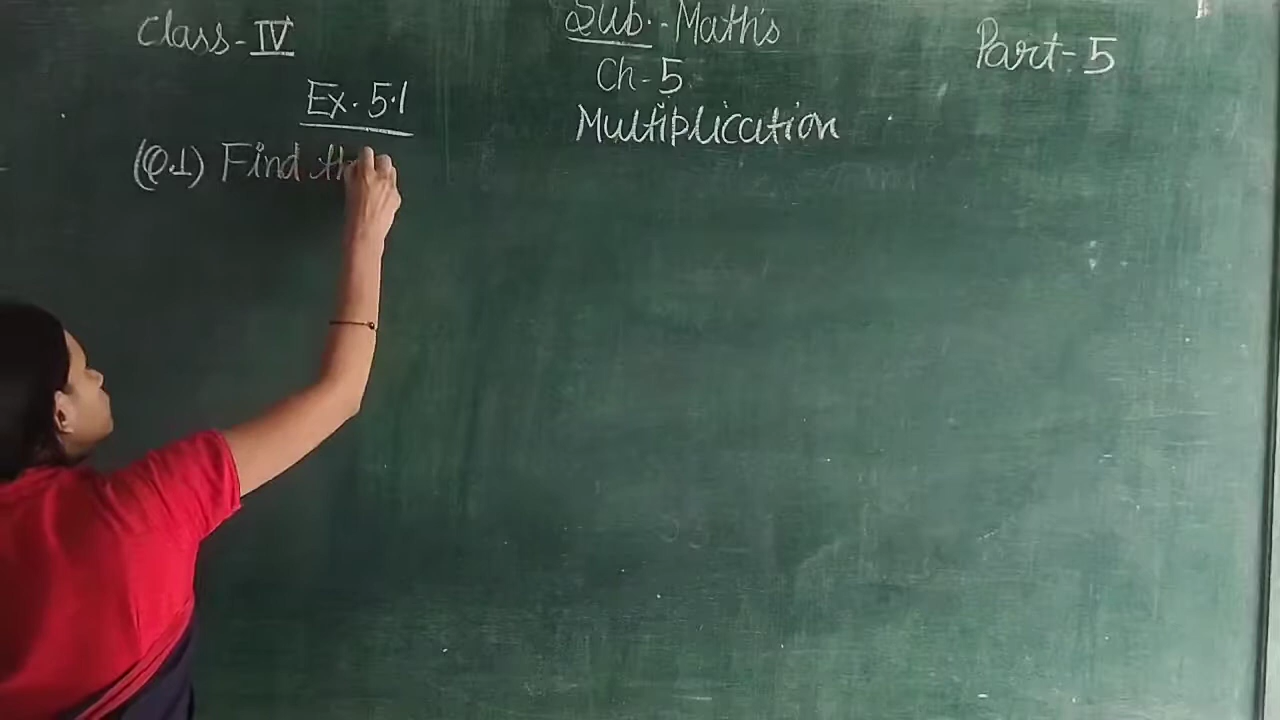 Class-IV
Sub.-Maths
Part-5
Ch-5
Ex. 5.1
Multiplication
(Q.1) Find